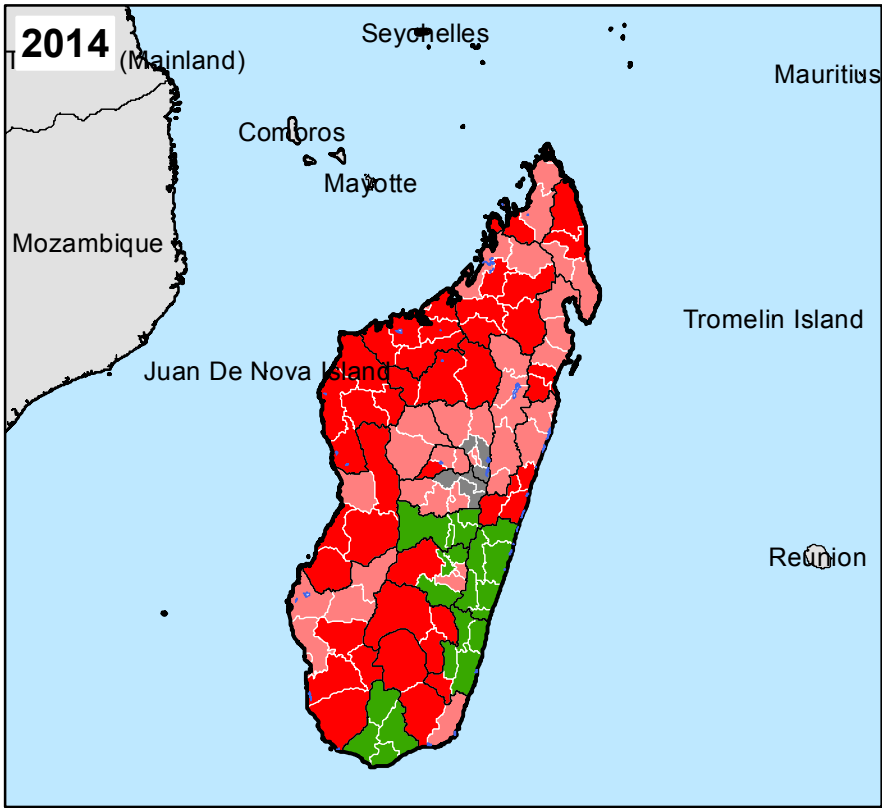 2014
Seychelles
T (Mainland)
Mauritius
Comoros
Mayotte
Mozambique
Tromelin Island
Juan De Nova Island
Reunion